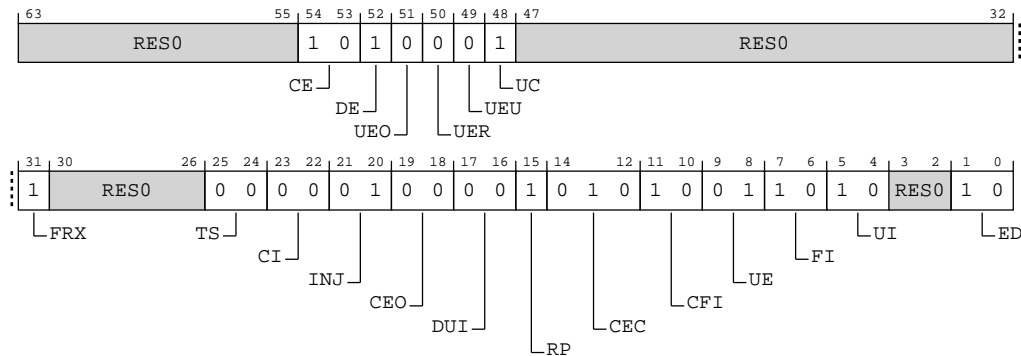 63 55 54 53 52 51 50 49 48 47 32
RES0 1 0 1 0 0 0 1 RES0
CE UC
DE UEU
UEO UER
31 30 26 25 24 23 22 21 20 19 18 17 16 15 14 12 11 10 9 8 7 6 5 4 3 2 1 0
1 RES0 0 0 0 0 0 1 0 0 0 0 1 0 1 0 1 0 0 1 1 0 1 0 RES0 1 0
FRX TS UI ED
CI FI
INJ UE
CEO CFI
DUI CEC
RP